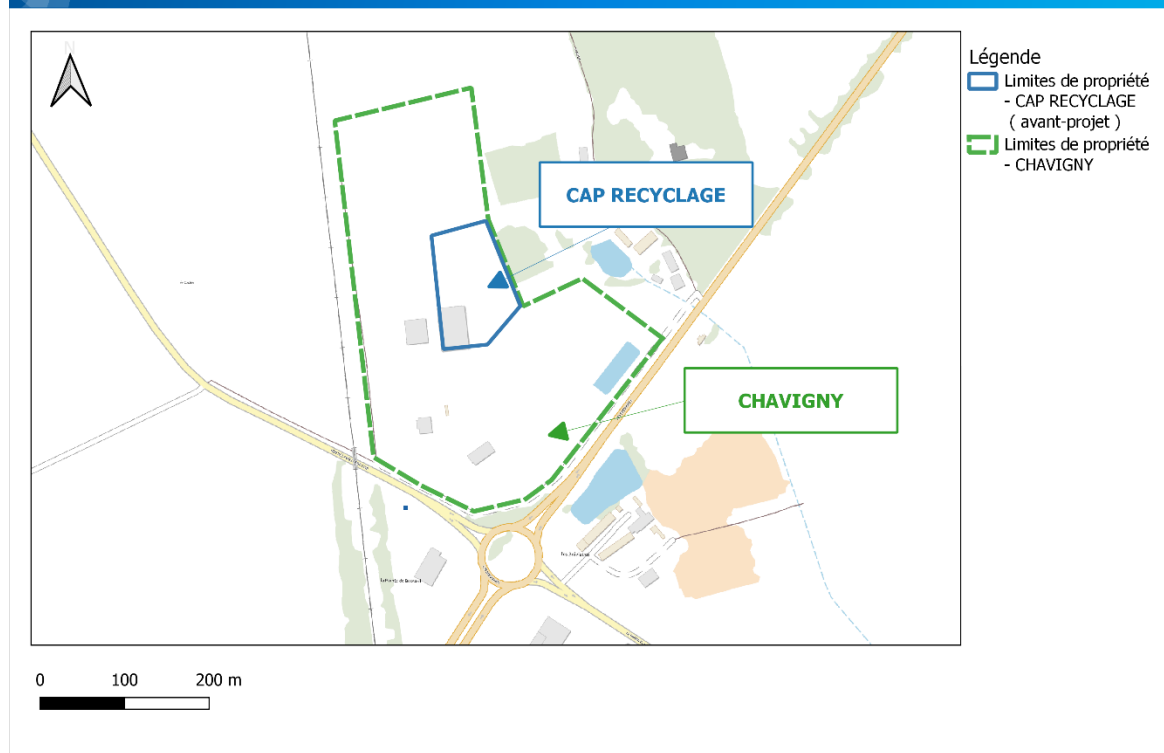 N
Légende
Limites de propriété
- CAP RECYCLAGE
( avant-projet )
Limites de propriété
- CHAVIGNY
CAP RECYCLAGE
CHAVIGNY
0 100 200 m